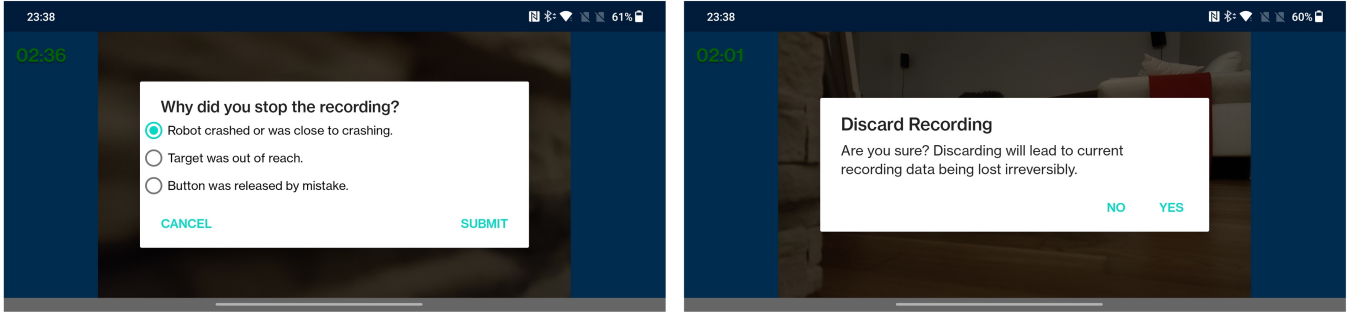 23:38
61%
02:36
Why did you stop the recording?
Robot crashed or was close to crashing.
Target was out of reach.
Button was released by mistake.
CANCEL SUBMIT
23:38
60%
02:01
Discard Recording
Are you sure? Discarding will lead to current
recording data being lost irreversibly.
NO YES